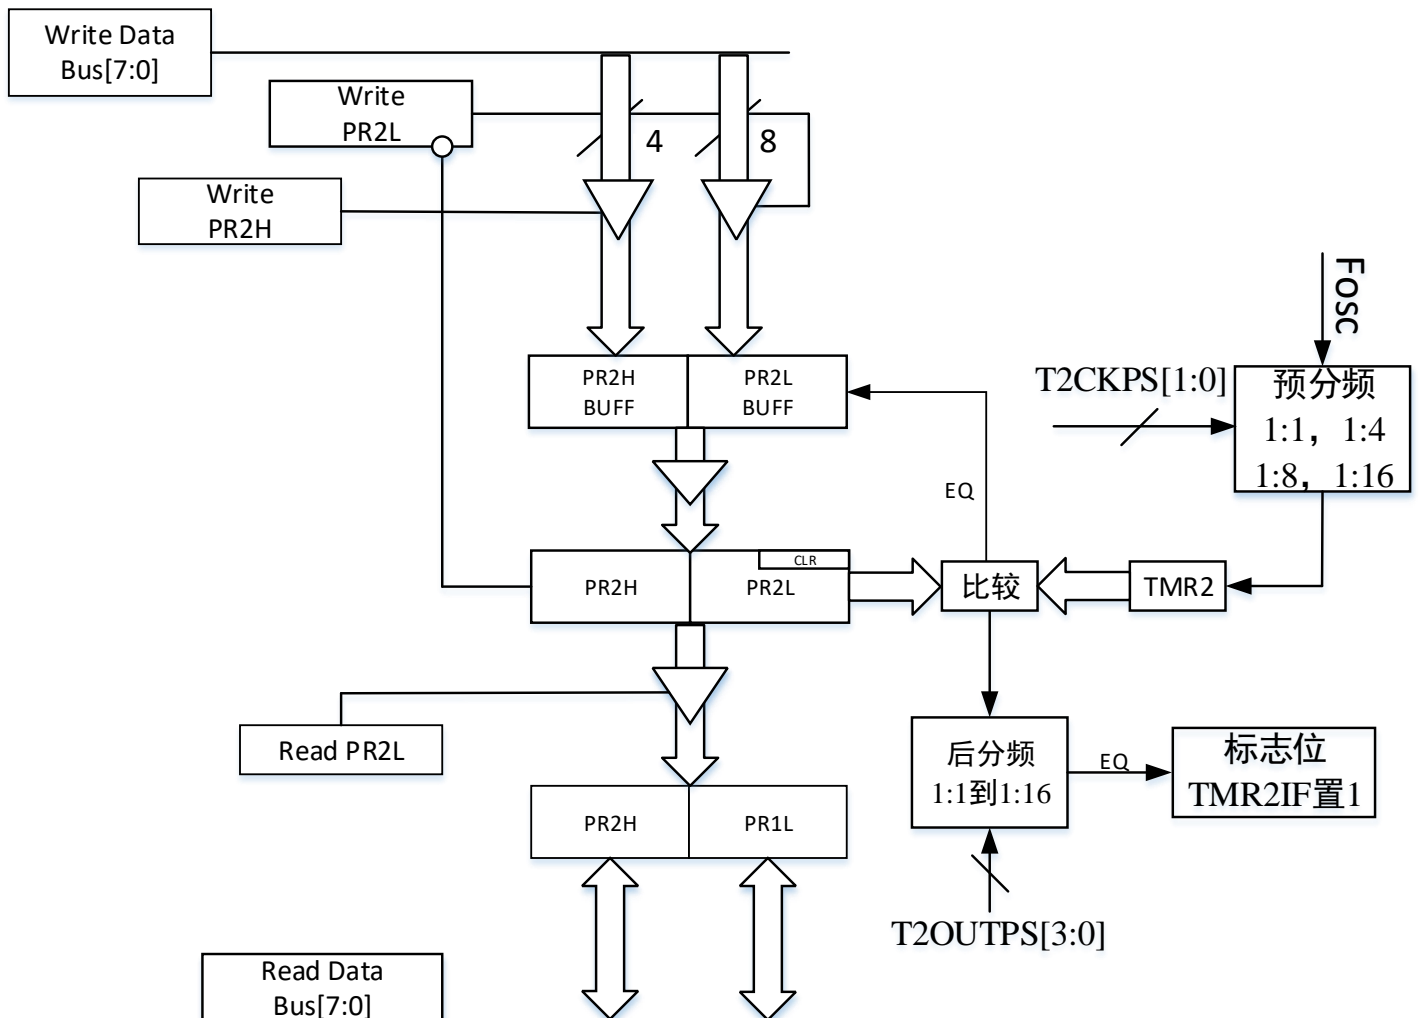 Write Data
Bus[7:0]
Write
PR2L
4
8
Write
PR2H
Fosc
PR2H
BUFF
PR2L
BUFF
T2CKPS[1:0]
预分频
1:1，1:4
1:8，1:16
EQ
CLR
PR2H
PR2L
比较
TMR2
Read PR2L
后分频
1:1到1:16
EQ
标志位
TMR2IF置1
PR2H
PR1L
T2OUTPS[3:0]
Read Data
Bus[7:0]